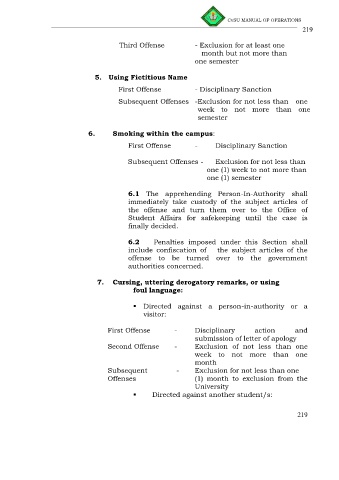 CvSU MANUAL OF OPERATIONS
219
Third Offense - Exclusion for at least one
month but not more than
one semester
5. Using Fictitious Name
First Offense - Disciplinary Sanction
Subsequent Offenses -Exclusion for not less than one
week to not more than one
semester
6. Smoking within the campus:
First Offense - Disciplinary Sanction
Subsequent Offenses - Exclusion for not less than
one (1) week to not more than
one (1) semester
6.1 The apprehending Person-In-Authority shall
immediately take custody of the subject articles of
the offense and turn them over to the Office of
Student Affairs for safekeeping until the case is
finally decided.
6.2 Penalties imposed under this Section shall
include confiscation of the subject articles of the
offense to be turned over to the government
authorities concerned.
7. Cursing, uttering derogatory remarks, or using
foul language:
▪ Directed against a person-in-authority or a
visitor:
First Offense - Disciplinary action and
submission of letter of apology
Second Offense - Exclusion of not less than one
week to not more than one
month
Subsequent - Exclusion for not less than one
Offenses (1) month to exclusion from the
University
▪ Directed against another student/s:
219